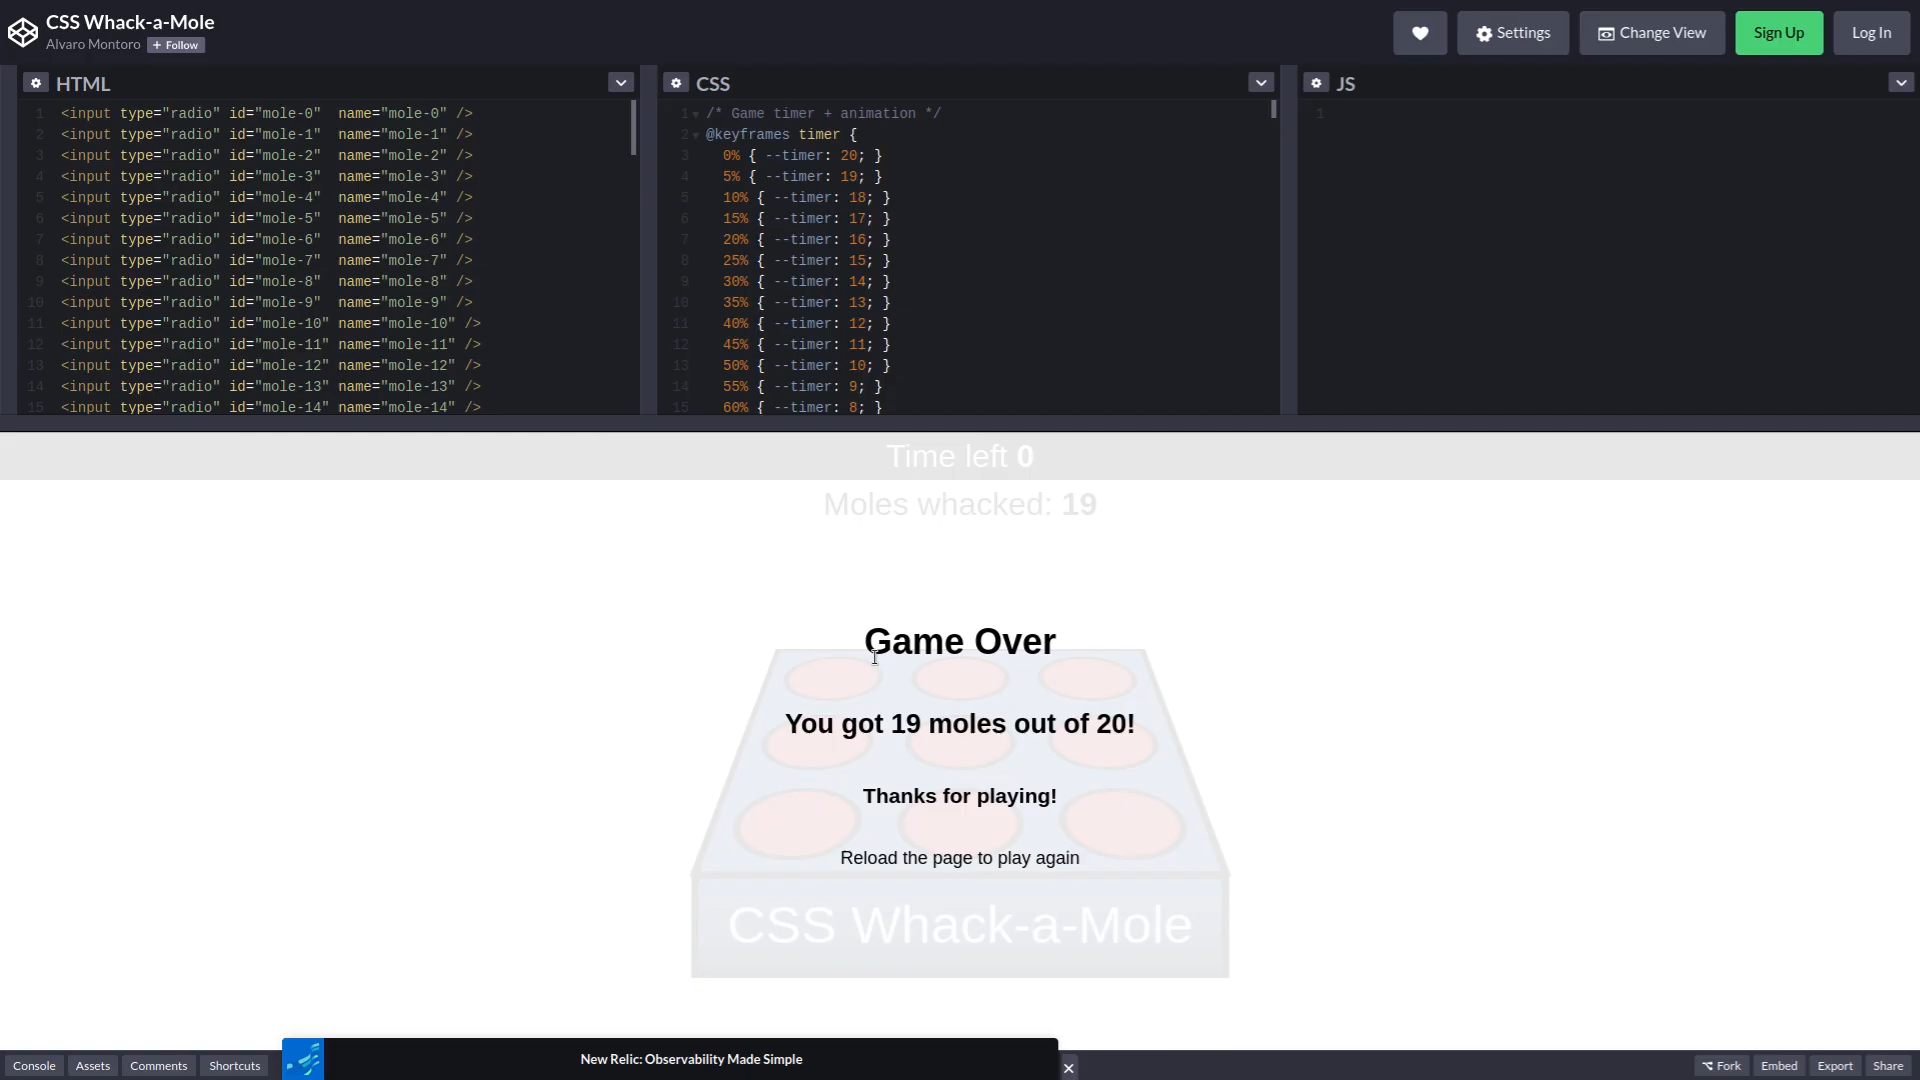 CSS Whack-a-Mole
Alvaro Montoro
+ Follow
Settings
Change View
Sign Up
Log In
HTML
1 <input type="radio" id="mole-0"  name="mole-0" />
2 <input type="radio" id="mole-1"  name="mole-1" />
3 <input type="radio" id="mole-2"  name="mole-2" />
4 <input type="radio" id="mole-3"  name="mole-3" />
5 <input type="radio" id="mole-4"  name="mole-4" />
6 <input type="radio" id="mole-5"  name="mole-5" />
7 <input type="radio" id="mole-6"  name="mole-6" />
8 <input type="radio" id="mole-7"  name="mole-7" />
9 <input type="radio" id="mole-8"  name="mole-8" />
10 <input type="radio" id="mole-9"  name="mole-9" />
11 <input type="radio" id="mole-10" name="mole-10" />
12 <input type="radio" id="mole-11" name="mole-11" />
13 <input type="radio" id="mole-12" name="mole-12" />
14 <input type="radio" id="mole-13" name="mole-13" />
15 <input type="radio" id="mole-14" name="mole-14" />
CSS
1 /* Game timer + animation */
2 @keyframes timer {
3 0% { --timer: 20; }
4 5% { --timer: 19; }
5 10% { --timer: 18; }
6 15% { --timer: 17; }
7 20% { --timer: 16; }
8 25% { --timer: 15; }
9 30% { --timer: 14; }
10 35% { --timer: 13; }
11 40% { --timer: 12; }
12 45% { --timer: 11; }
13 50% { --timer: 10; }
14 55% { --timer: 9; }
15 60% { --timer: 8; }
JS
1
Time left 0
Moles whacked: 19
Game Over
You got 19 moles out of 20!
Thanks for playing!
Reload the page to play again
CSS Whack-a-Mole
Console
Assets
Comments
Shortcuts
New Relic: Observability Made Simple
Fork
Embed
Export
Share